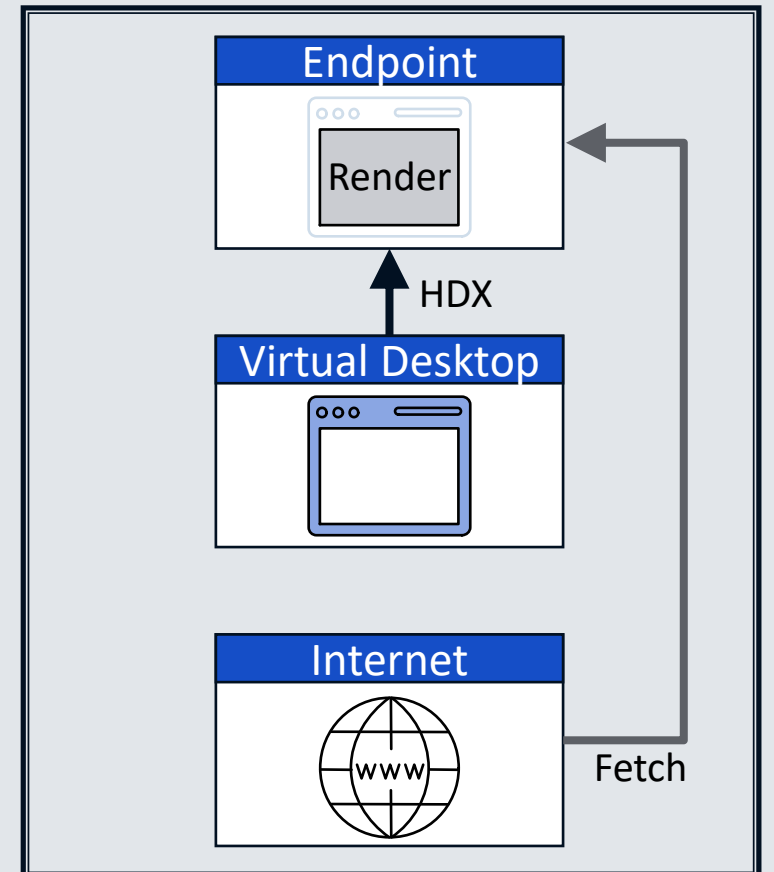 Endpoint
Render
HDX
Virtual Desktop
Internet
WWW
Fetch